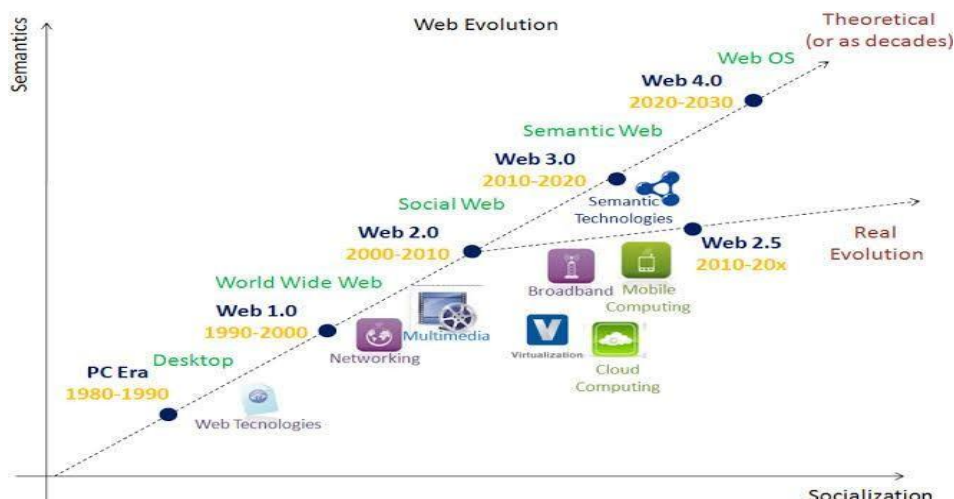 Semantics
Web Evolution
Theoretical
(or as decades)
Web OS
Web 4.0
2020-2030
Semantic Web
Web 3.0
2010-2020
Semantic
Technologies
Social Web
Web 2.0
2000-2010
Web 2.5
2010-20x
Real
Evolution
Broadband
Mobile
Computing
World Wide Web
Web 1.0
1990-2000
Multimedia
Networking
V
Virtualization
Cloud
Computing
Desktop
PC Era
1980-1990
Web Tecnologies
Socialization